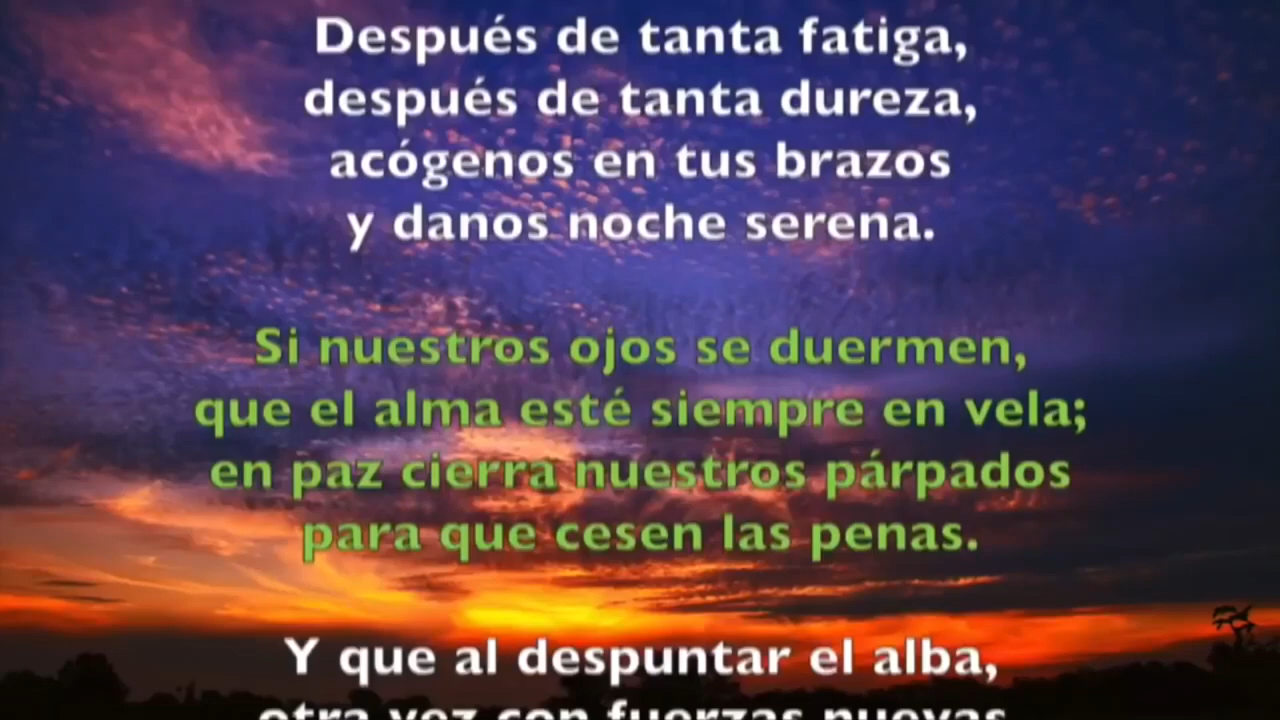 Después de tanta fatiga,
después de tanta dureza,
acógenos en tus brazos
y danos noche serena.
Si nuestros ojos se duermen,
que el alma esté siempre en vela;
en paz cierra nuestros párpados
para que cesen las penas.
Y que al despuntar el alba,
otra vez con fuerzas nuevas